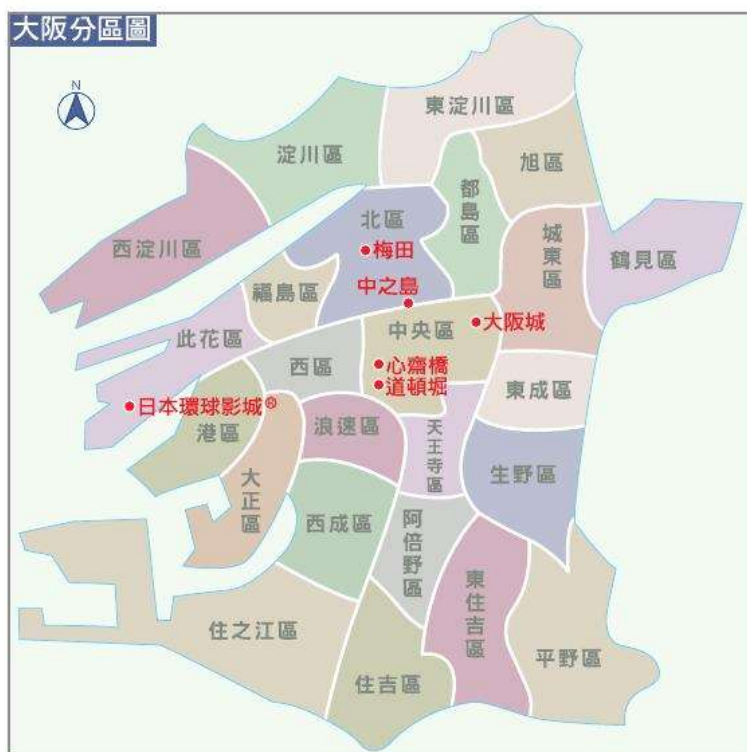 大阪分區圖
N
東淀川區
淀川區
旭區
都島區
北區
西淀川區
梅田
城東區
鶴見區
福島區
中之島
此花區
中央區
大阪城
西區
心齋橋
道頓堀
東成區
日本環球影城®
港區
浪速區
天王寺區
生野區
大正區
西成區
阿倍野區
東住吉區
住之江區
平野區
住吉區